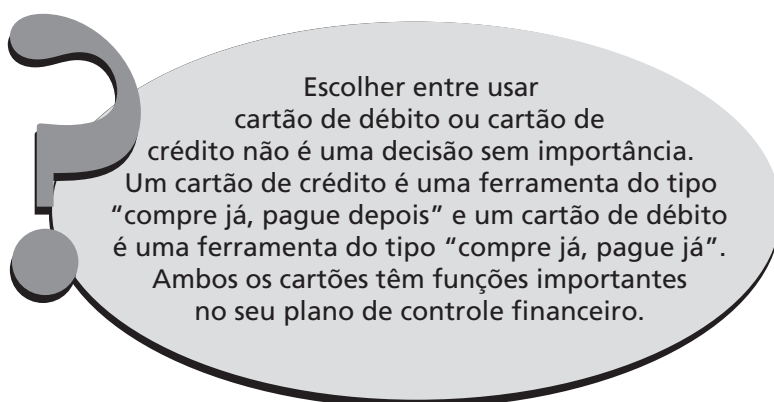 Escolher entre usar
cartão de débito ou cartão de
crédito não é uma decisão sem importância.
Um cartão de crédito é uma ferramenta do tipo
“compre já, pague depois” e um cartão de débito
é uma ferramenta do tipo “compre já, pague já”.
Ambos os cartões têm funções importantes
no seu plano de controle financeiro.